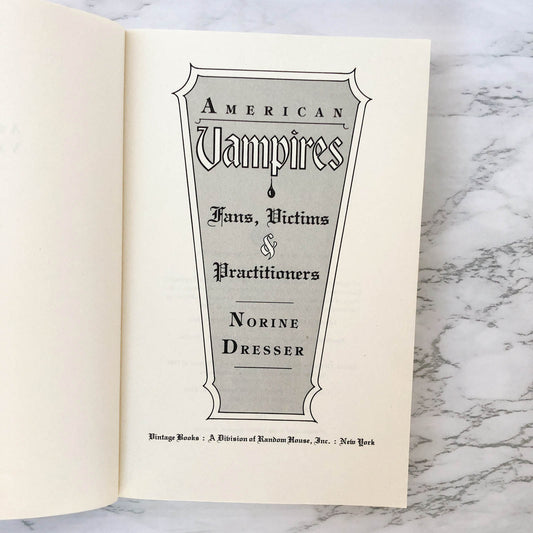 AMERICAN
Vampires
Fans, Victims
&
Practitioners
NORINE
DRESSER
Vintage Books : A Division of Random House, Inc. : New York